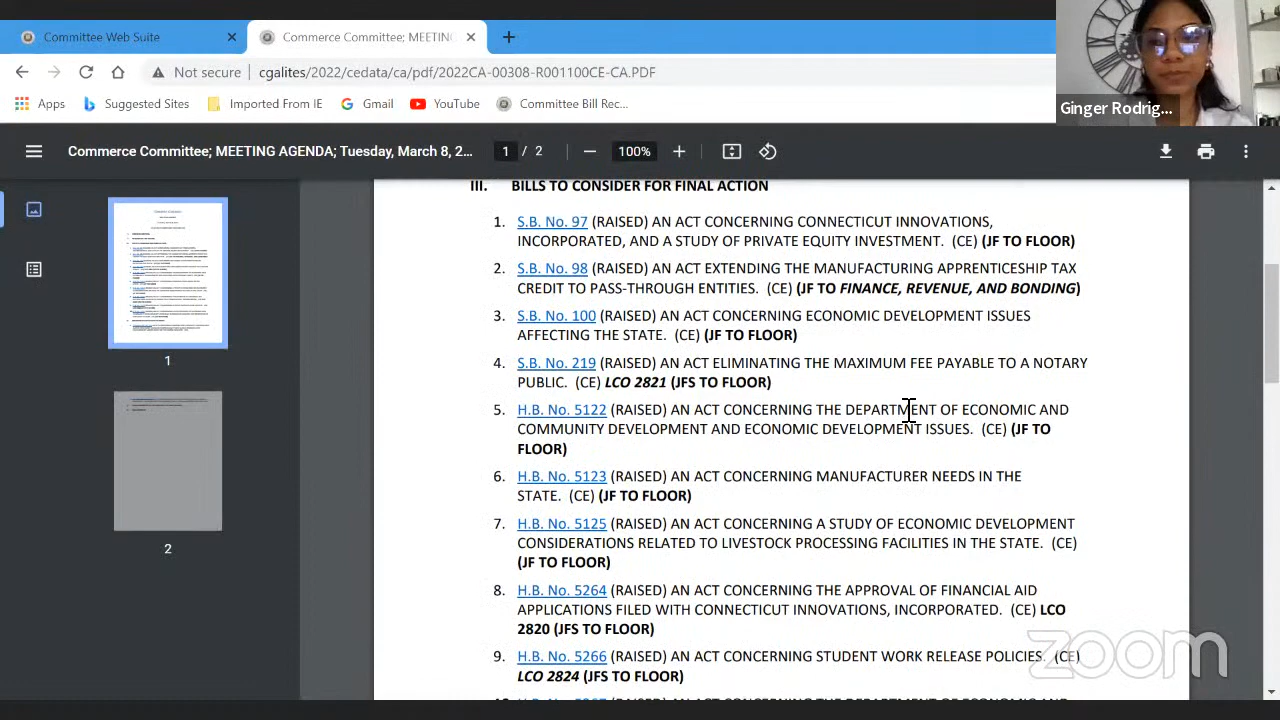 Committee Web Suite
Commerce Committee; MEETIN
Not secure
cgalites/2022/cedata/ca/pdf/2022CA-00308-R001100CE-CA.PDF
Apps
Suggested Sites
Imported From IE
Gmail
YouTube
Committee Bill Rec...
Ginger Rodrig...
Commerce Committee; MEETING AGENDA; Tuesday, March 8, 2...
1 / 2
100%
1
2
III. BILLS TO CONSIDER FOR FINAL ACTION
1. S.B. No. 97 (RAISED) AN ACT CONCERNING CONNECTICUT INNOVATIONS,
INCORPORATED, AND A STUDY OF PRIVATE EQUITY INVESTMENT. (CE) (JF TO FLOOR)
2. S.B. No. 98 (RAISED) AN ACT EXTENDING THE MANUFACTURING APPRENTICESHIP TAX
CREDIT TO PASS-THROUGH ENTITIES. (CE) (JF TO FINANCE, REVENUE, AND BONDING)
3. S.B. No. 100 (RAISED) AN ACT CONCERNING ECONOMIC DEVELOPMENT ISSUES
AFFECTING THE STATE. (CE) (JF TO FLOOR)
4. S.B. No. 219 (RAISED) AN ACT ELIMINATING THE MAXIMUM FEE PAYABLE TO A NOTARY
PUBLIC. (CE) LCO 2821 (JFS TO FLOOR)
5. H.B. No. 5122 (RAISED) AN ACT CONCERNING THE DEPARTMENT OF ECONOMIC AND
COMMUNITY DEVELOPMENT AND ECONOMIC DEVELOPMENT ISSUES. (CE) (JF TO
FLOOR)
6. H.B. No. 5123 (RAISED) AN ACT CONCERNING MANUFACTURER NEEDS IN THE
STATE. (CE) (JF TO FLOOR)
7. H.B. No. 5125 (RAISED) AN ACT CONCERNING A STUDY OF ECONOMIC DEVELOPMENT
CONSIDERATIONS RELATED TO LIVESTOCK PROCESSING FACILITIES IN THE STATE. (CE)
(JF TO FLOOR)
8. H.B. No. 5264 (RAISED) AN ACT CONCERNING THE APPROVAL OF FINANCIAL AID
APPLICATIONS FILED WITH CONNECTICUT INNOVATIONS, INCORPORATED. (CE) LCO
2820 (JFS TO FLOOR)
9. H.B. No. 5266 (RAISED) AN ACT CONCERNING STUDENT WORK RELEASE POLICIES. (CE)
LCO 2824 (JFS TO FLOOR)
zoom